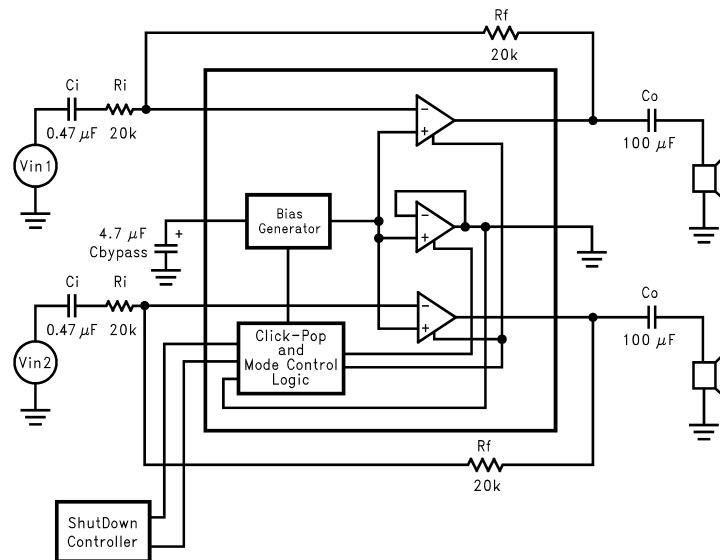 Rf
20k
Ci
Ri
Co
0.47 µF
20k
100 µF
Vin1
Bias
Generator
4.7 µF
+
Cbypass
−
+
−
+
−
+
Ci
Ri
Co
0.47 µF
20k
100 µF
Click-Pop
and
Mode Control
Logic
Vin2
Rf
20k
ShutDown
Controller